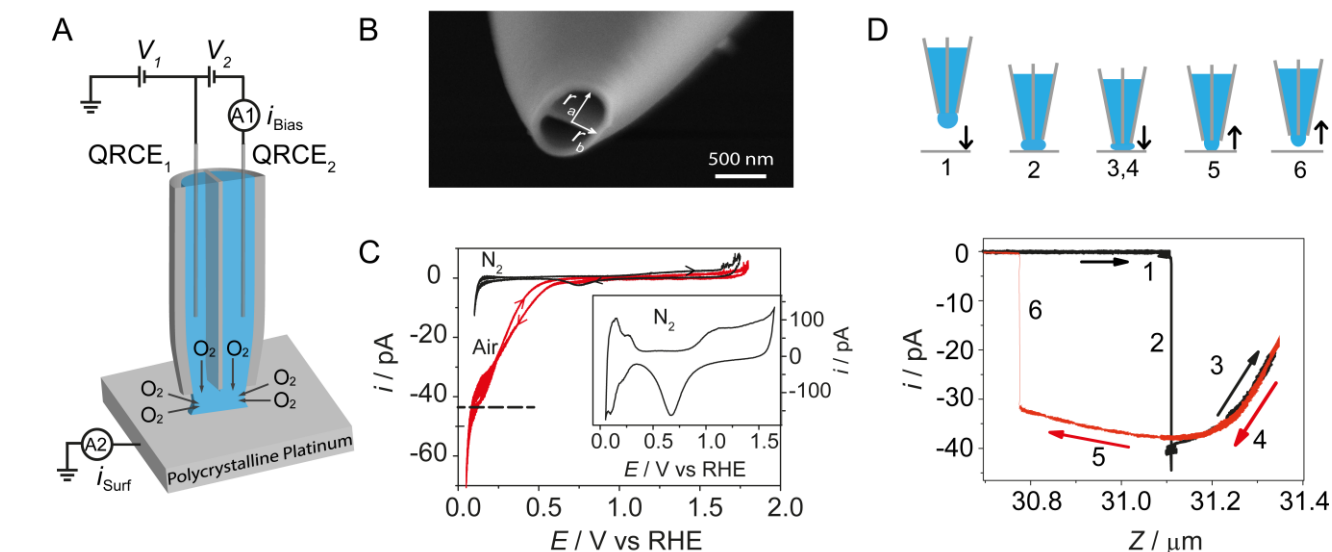 A
V1
V2
A1
iBias
QRCE1
QRCE2
O2
O2
O2
O2
O2
O2
A2
iSurf
Polycrystalline Platinum
B
ra
rb
500 nm
C
N2
Air
0
-20
-40
-60
i / pA
0.0 0.5 1.0 1.5 2.0
E / V vs RHE
N2
100
0
-100
i / pA
0.0 0.5 1.0 1.5
E / V vs RHE
D
1 2 3,4 5 6
0
-10
-20
-30
-40
i / pA
1
2
3
4
5
6
30.8 31.0 31.2 31.4
Z / μm